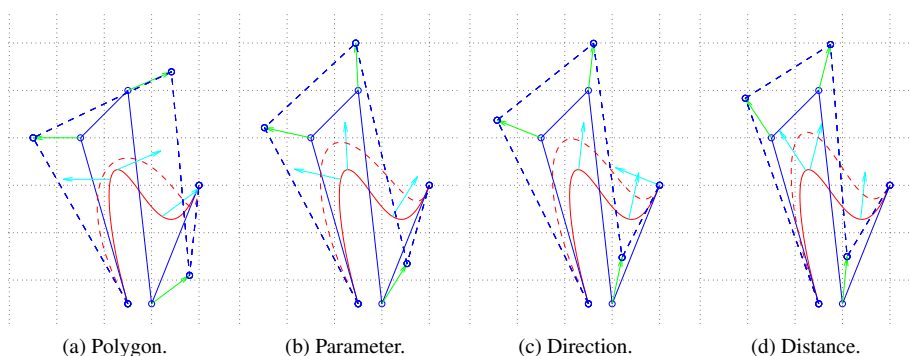 (a) Polygon.
(b) Parameter.
(c) Direction.
(d) Distance.